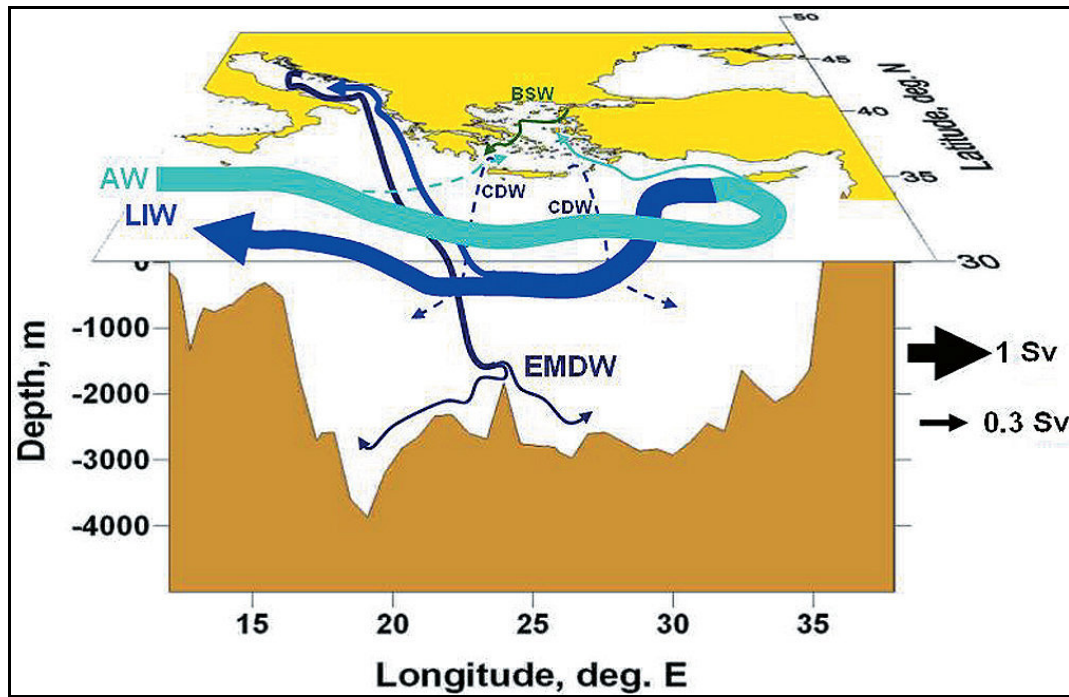 50
45
40
35
30
Latitude, deg. N
BSW
AW
CDW
CDW
LIW
0
-1000
-2000
-3000
-4000
Depth, m
EMDW
1 Sv
0.3 Sv
15
20
25
30
35
Longitude, deg. E